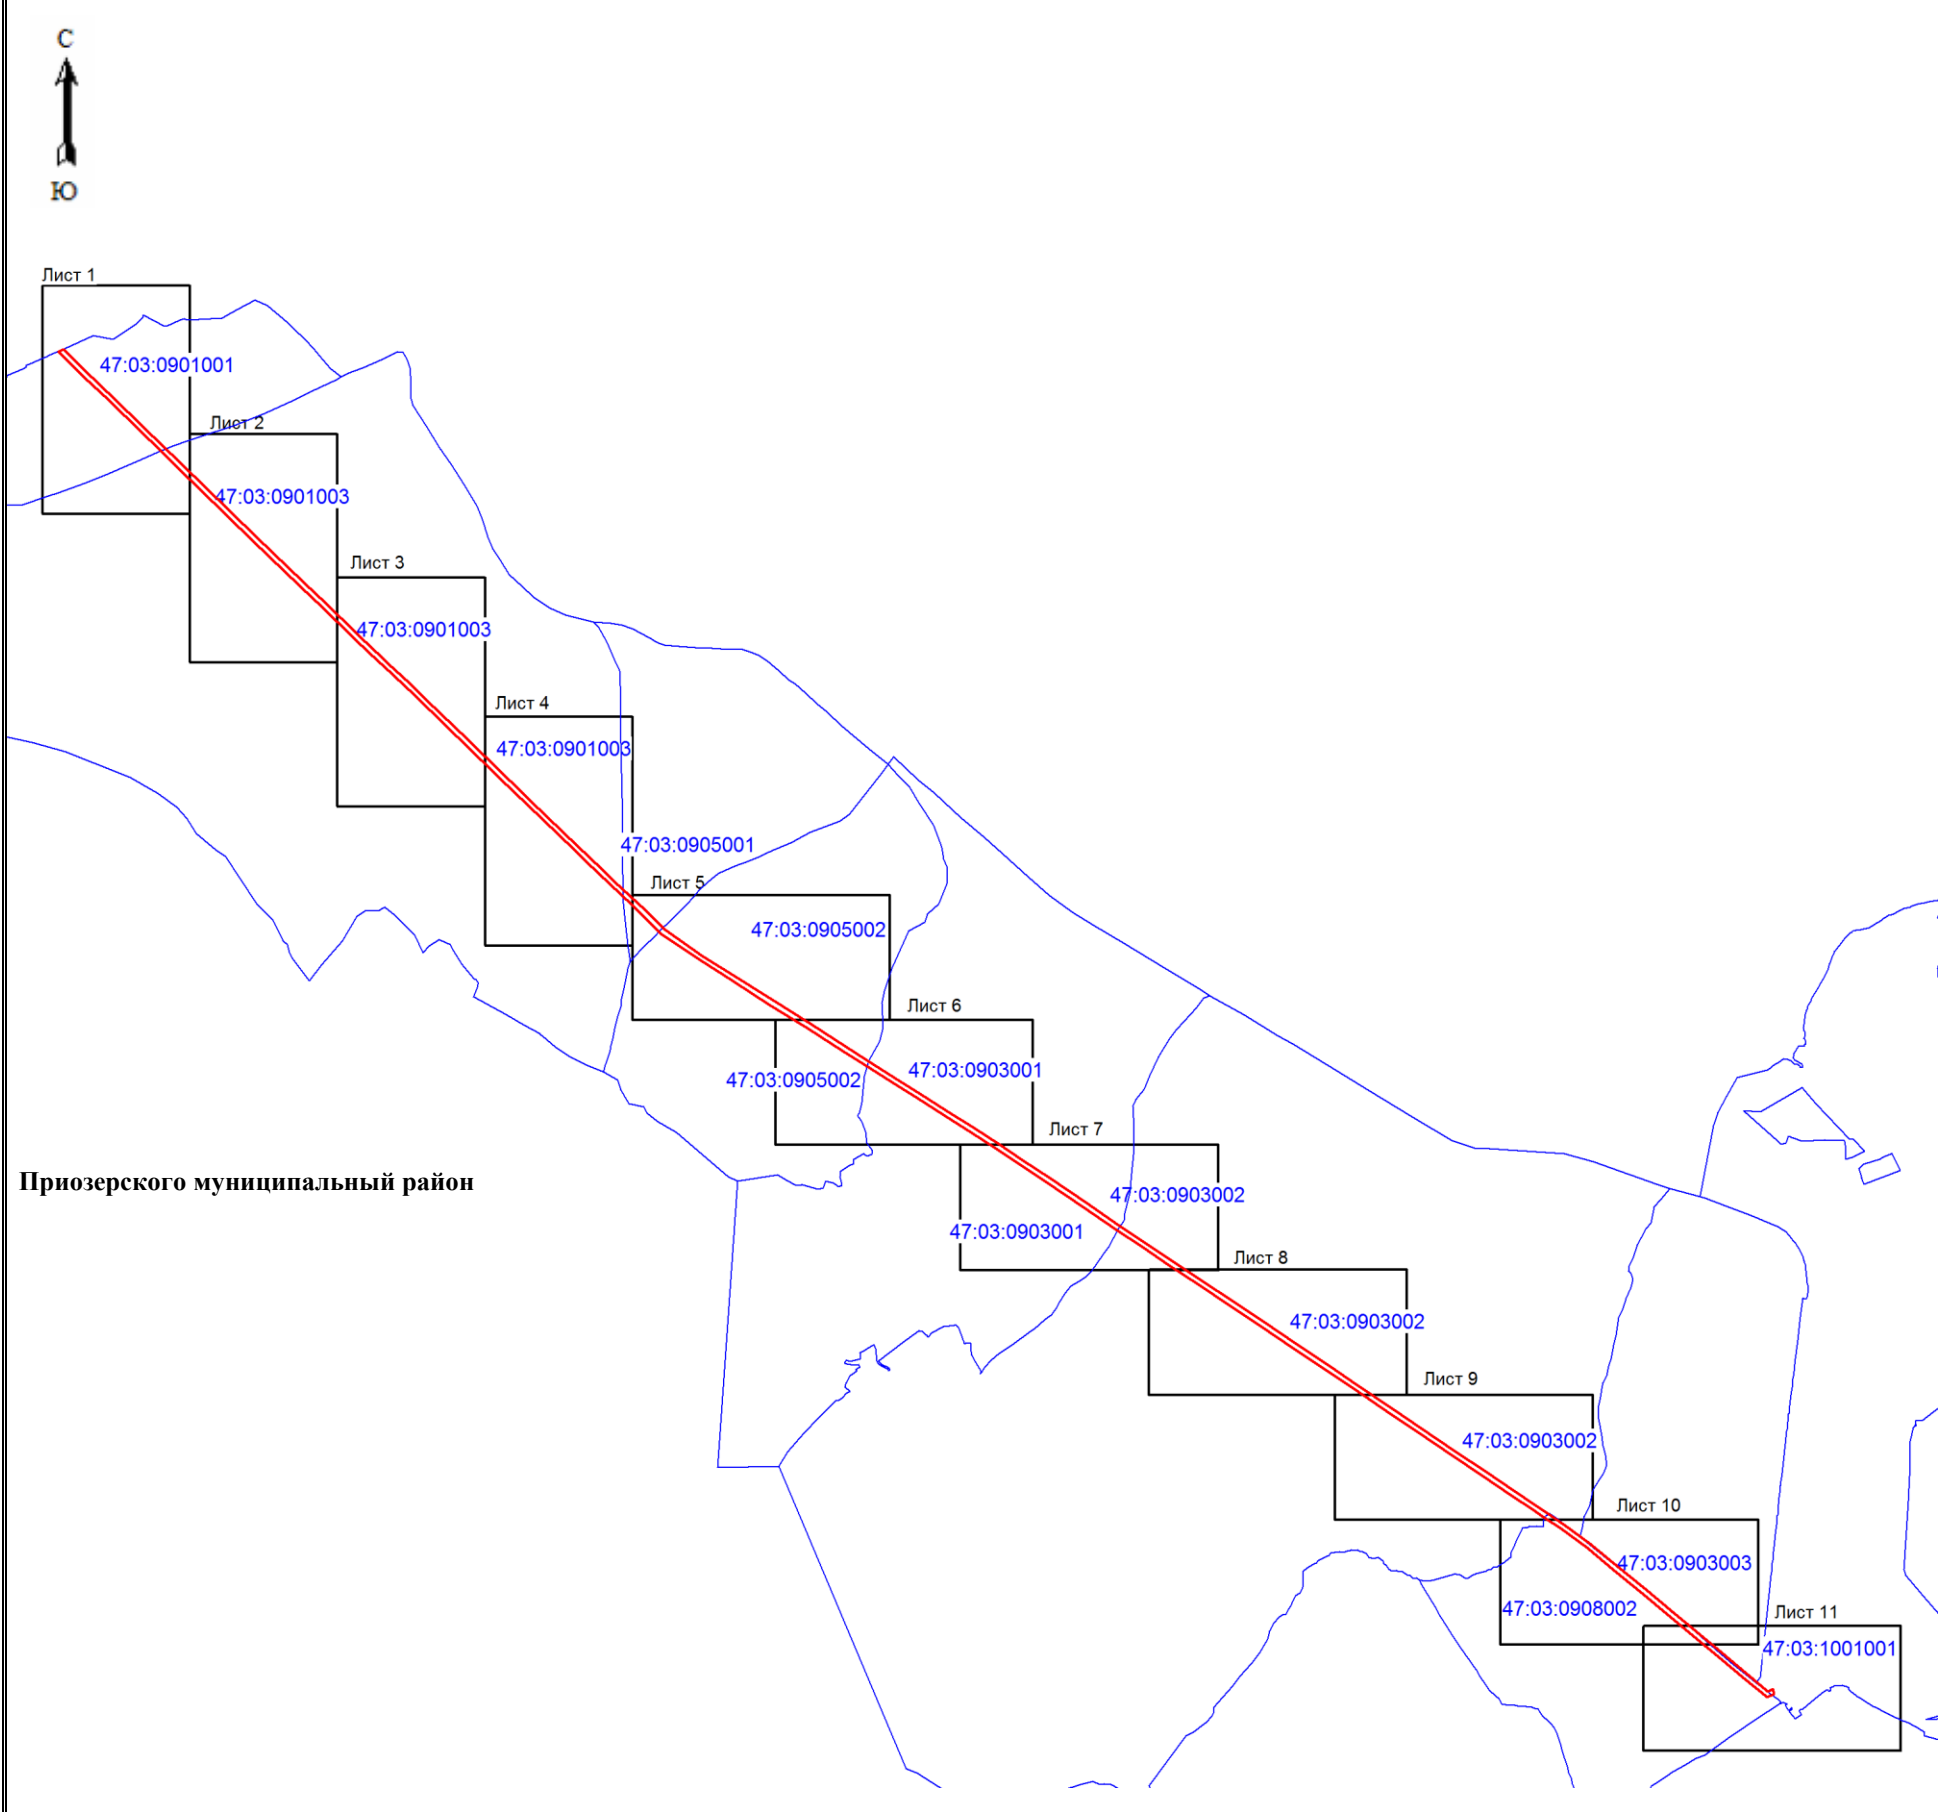 С
Ю
Лист 1
47:03:0901001
Лист 2
47:03:0901003
Лист 3
47:03:0901003
Лист 4
47:03:0901003
47:03:0905001
Лист 5
47:03:0905002
Лист 6
47:03:0903001
47:03:0905002
Лист 7
Приозерского муниципальный район
47:03:0903002
47:03:0903001
Лист 8
47:03:0903002
Лист 9
47:03:0903002
Лист 10
47:03:0903003
47:03:0908002
Лист 11
47:03:1001001